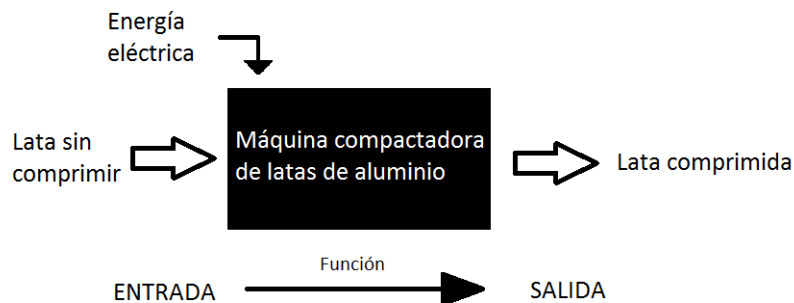 Energía
eléctrica
Lata sin
comprimir
Máquina compactadora
de latas de aluminio
Lata comprimida
Función
ENTRADA
SALIDA